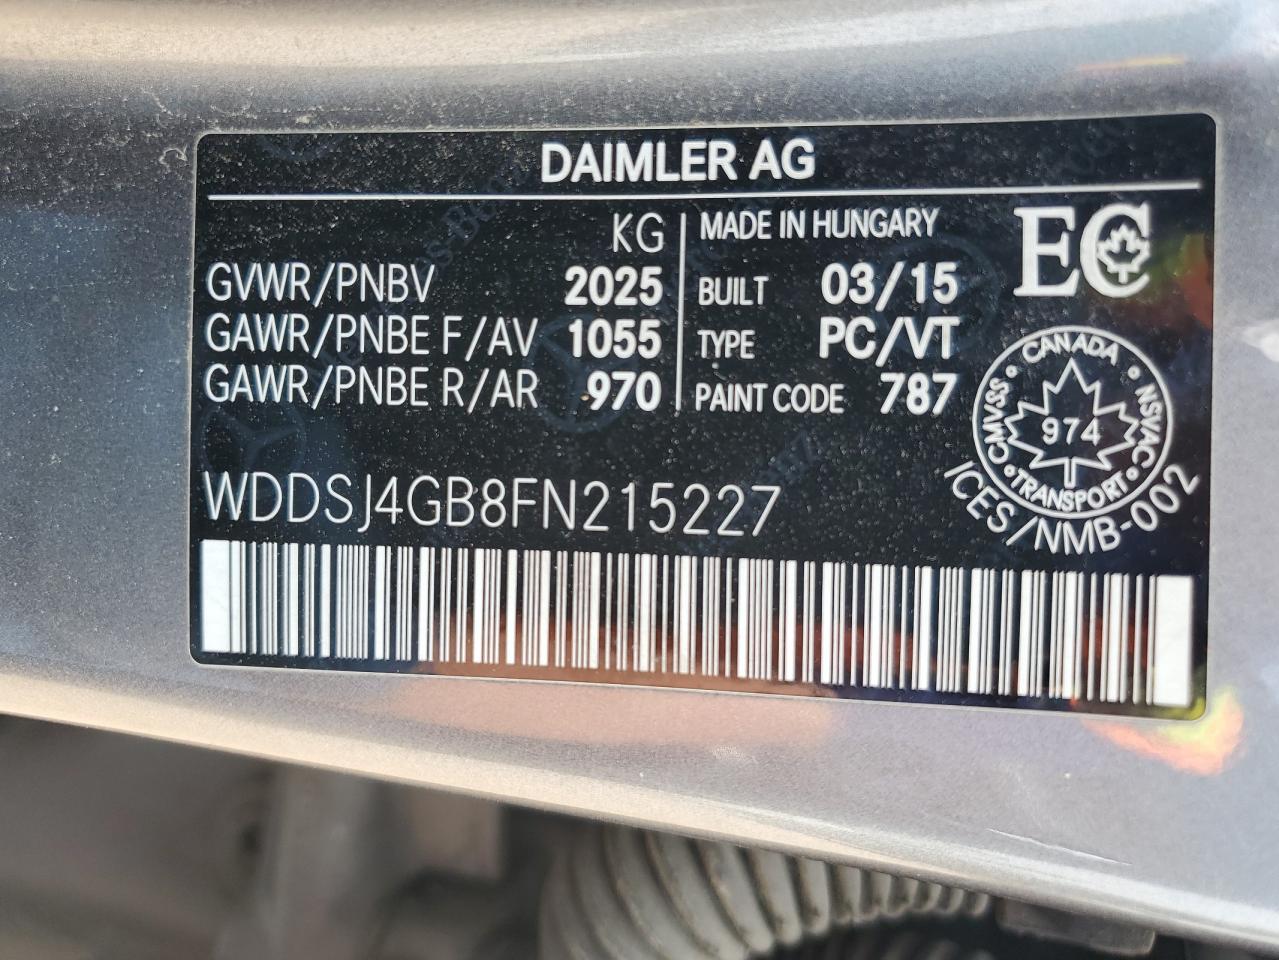 DAIMLER AG
KG
GVWR/PNBV 2025
GAWR/PNBE F/AV 1055
GAWR/PNBE R/AR 970
MADE IN HUNGARY
BUILT 03/15
TYPE PC/VT
PAINT CODE 787
EC
CANADA
CMVSS · NSVAC
974
TRANSPORT
ICES/NMB-002
WDDSJ4GB8FN215227